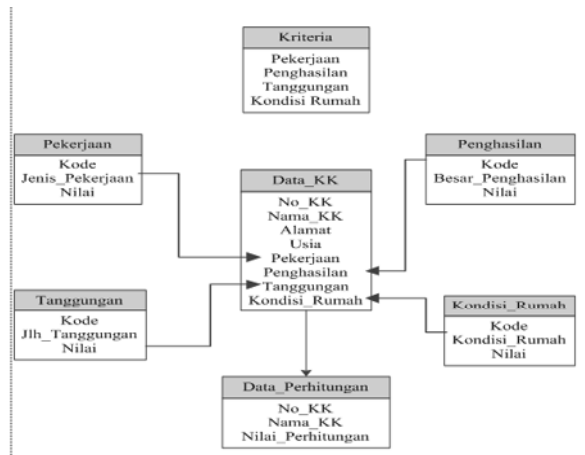 Kriteria
Pekerjaan
Penghasilan
Tanggungan
Kondisi Rumah
Pekerjaan
Kode
Jenis_Pekerjaan
Nilai
Penghasilan
Kode
Besar_Penghasilan
Nilai
Data_KK
No_KK
Nama_KK
Alamat
Usia
Pekerjaan
Penghasilan
Tanggungan
Kondisi_Rumah
Tanggungan
Kode
Jlh_Tanggungan
Nilai
Kondisi_Rumah
Kode
Kondisi_Rumah
Nilai
Data_Perhitungan
No_KK
Nama_KK
Nilai_Perhitungan